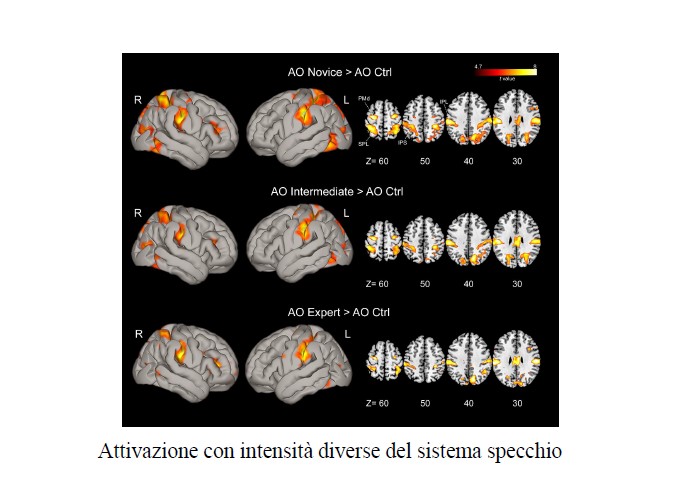 AO Novice > AO Ctrl
4.7 8
t value
R L
PMd IPL
SPL IPS
Z= 60 50 40 30
AO Intermediate > AO Ctrl
R L
Z= 60 50 40 30
AO Expert > AO Ctrl
R L
Z= 60 50 40 30
Attivazione con intensità diverse del sistema specchio